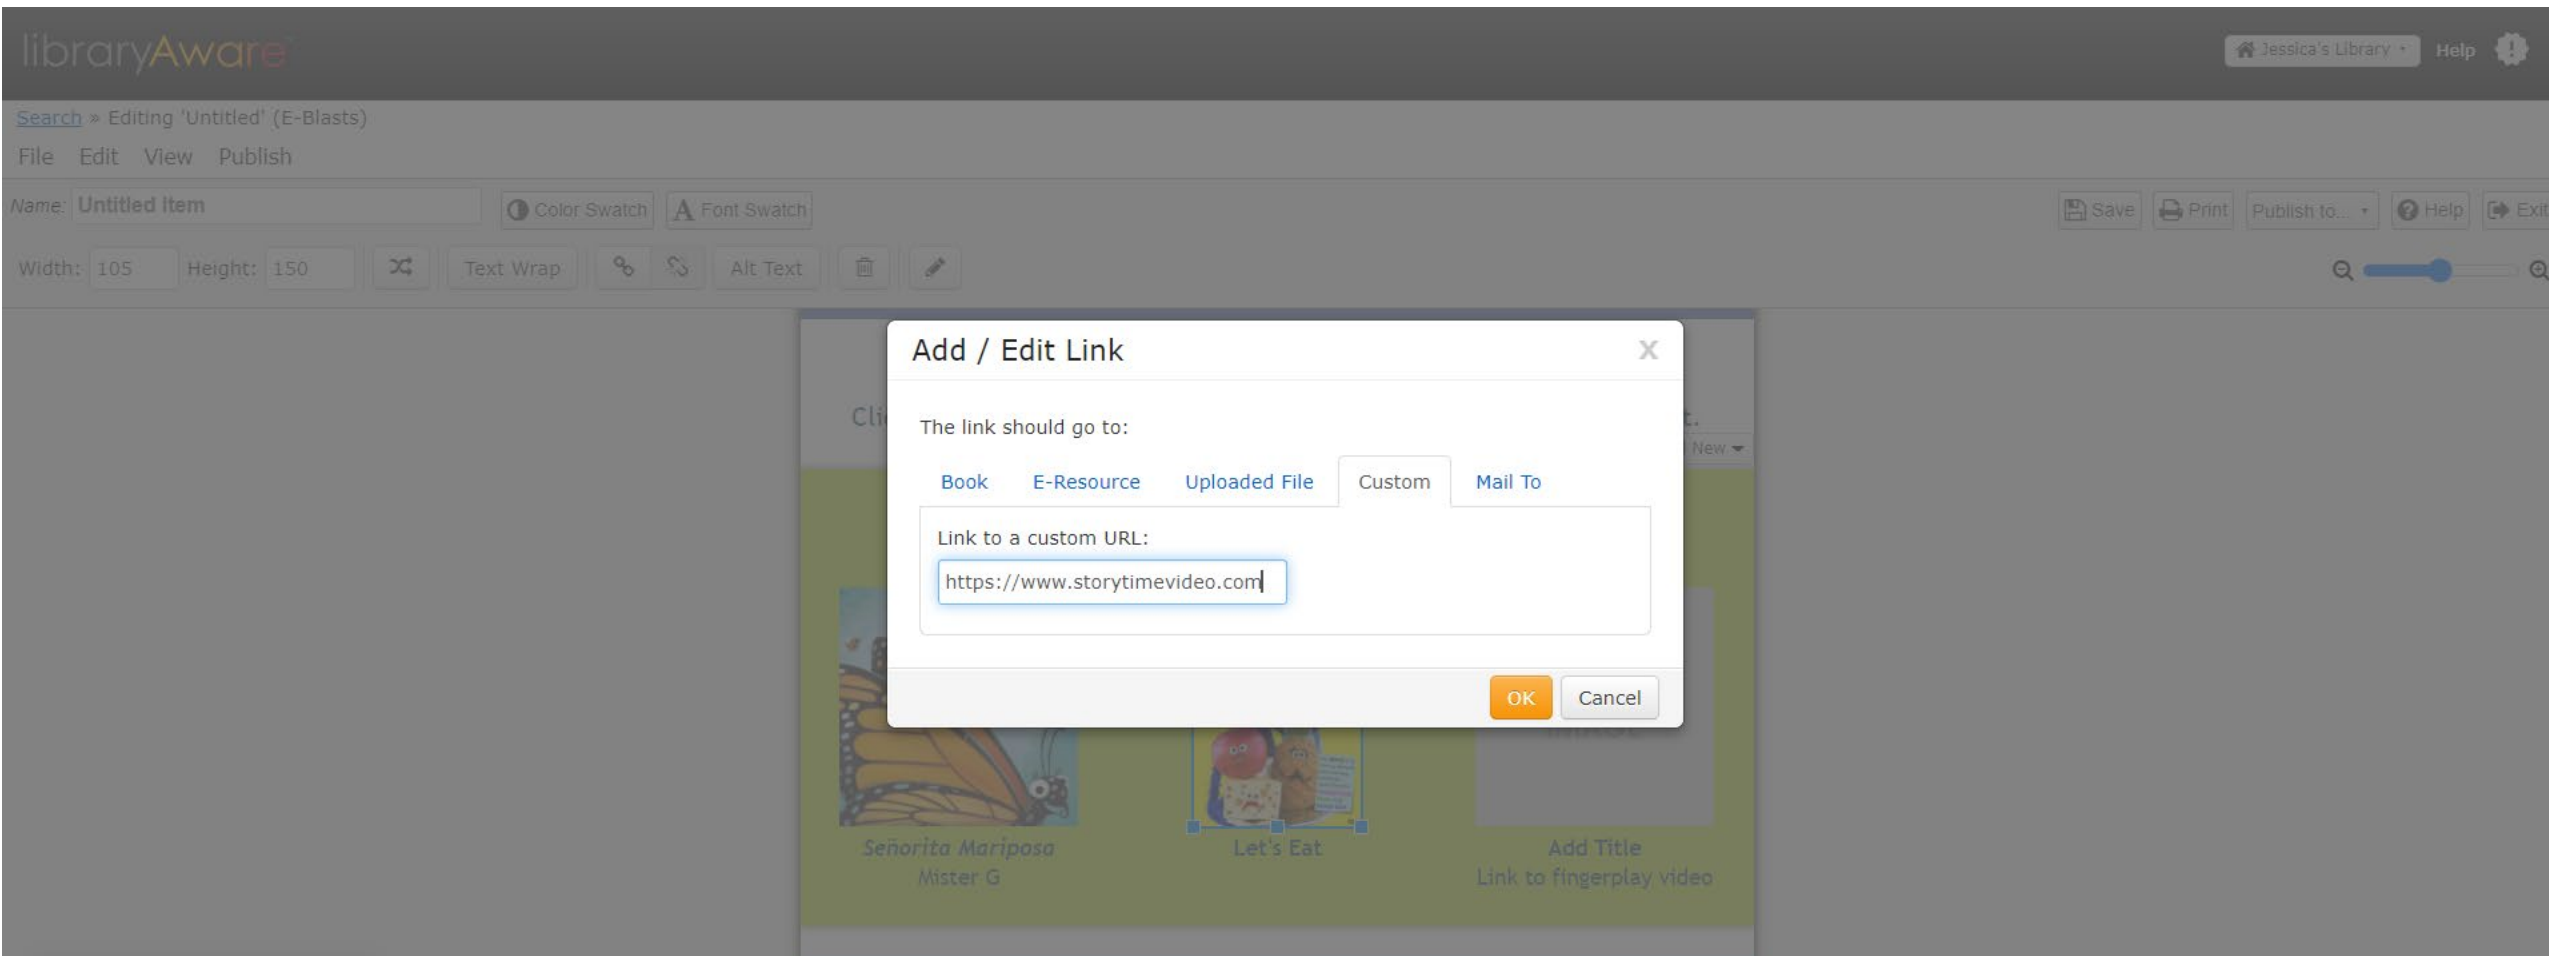 libraryAware
Jessica's Library
Help
Search » Editing 'Untitled' (E-Blasts)
File Edit View Publish
Name: Untitled Item
Color Swatch
A Font Swatch
Save
Print
Publish to...
Help
Exit
Width: 105 Height: 150
Text Wrap
Alt Text
Add / Edit Link
X
Cli
t.
The link should go to:
New
Book E-Resource Uploaded File Custom Mail To
Link to a custom URL:
https://www.storytimevideo.com
OK Cancel
Señorita Mariposa
Mister G
Let's Eat
Add Title
Link to fingerplay video